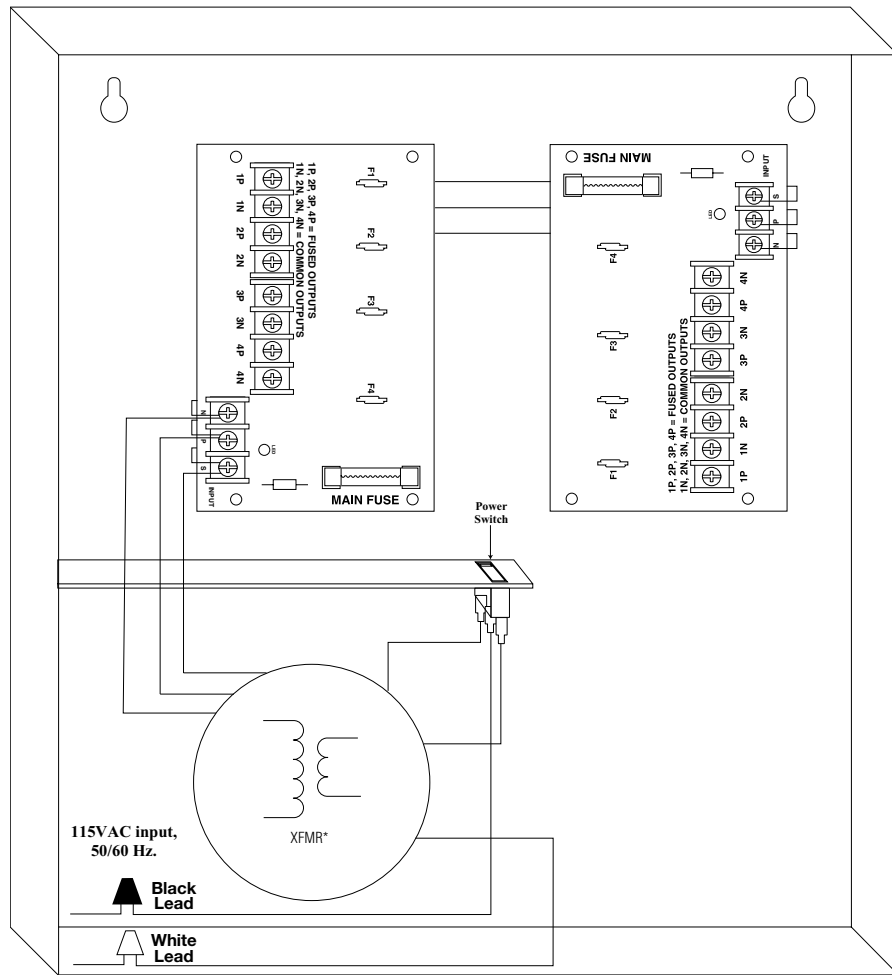 1P
1N
2P
2N
3P
3N
4P
4N
1P, 2P, 3P, 4P = FUSED OUTPUTS
1N, 2N, 3N, 4N = COMMON OUTPUTS
F1
F2
F3
F4
N
P
S
INPUT
LED
MAIN FUSE
MAIN FUSE
INPUT
S
P
N
LED
F4
F3
F2
F1
4N
4P
3N
3P
2N
2P
1N
1P
1P, 2P, 3P, 4P = FUSED OUTPUTS
1N, 2N, 3N, 4N = COMMON OUTPUTS
Power
Switch
XFMR*
115VAC input,
50/60 Hz.
Black
Lead
White
Lead